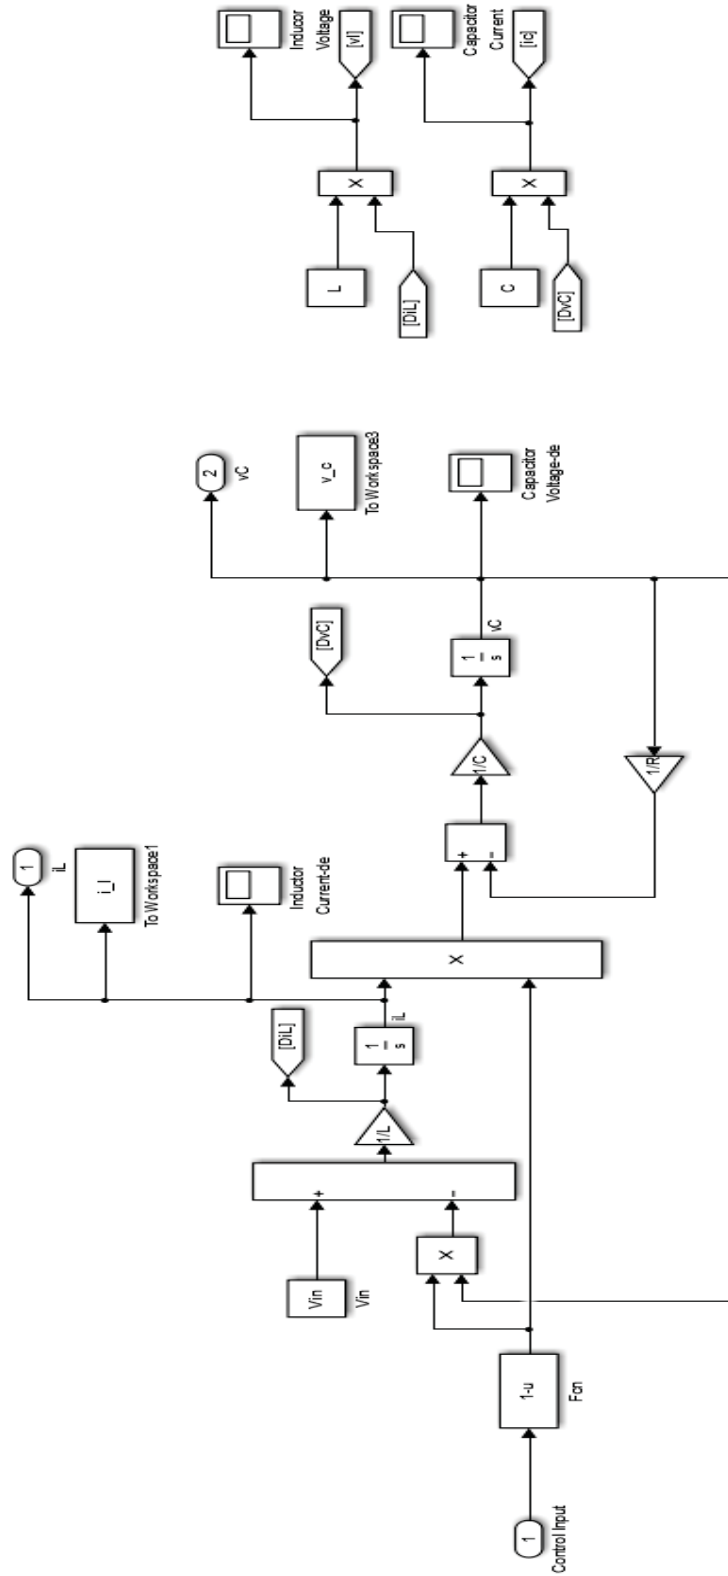 1
Control Input
1-u
Fcn
Vin
Vin
X
+
-
1/L
[DiL]
1
s
iL
1
iL
i_l
To Workspace1
Inductor
Current-de
X
+
-
1/C
[DvC]
1
s
vC
1/R
2
vC
v_c
To Workspace3
Capacitor
Voltage-de
L
[DiL]
X
Inducor
Voltage
[vl]
C
[DvC]
X
Capacitor
Current
[ic]